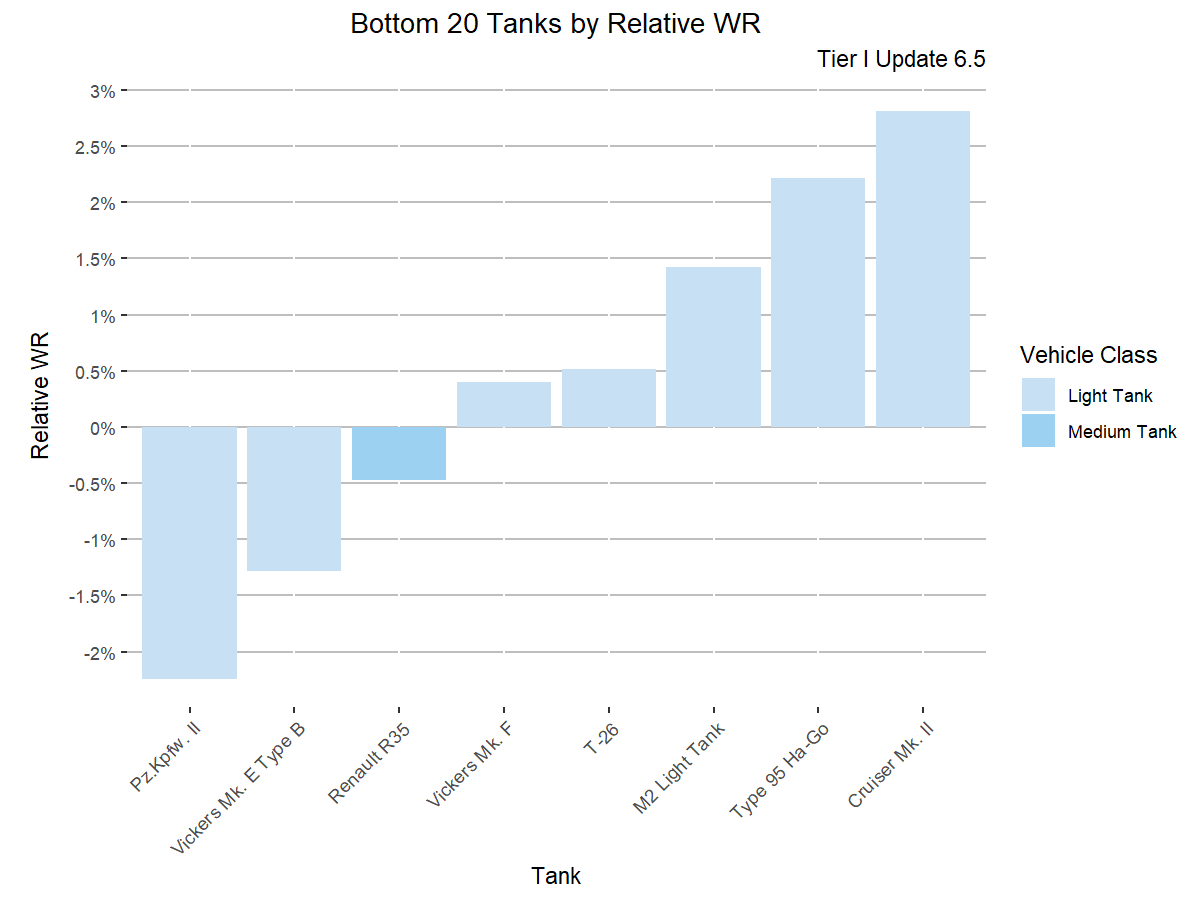 Bottom 20 Tanks by Relative WR
Tier I Update 6.5
3%
2.5%
2%
1.5%
1%
0.5%
0%
-0.5%
-1%
-1.5%
-2%
Relative WR
Pz.Kpfw. II
Vickers Mk. E Type B
Renault R35
Vickers Mk. F
T-26
M2 Light Tank
Type 95 Ha-Go
Cruiser Mk. II
Tank
Vehicle Class
Light Tank
Medium Tank